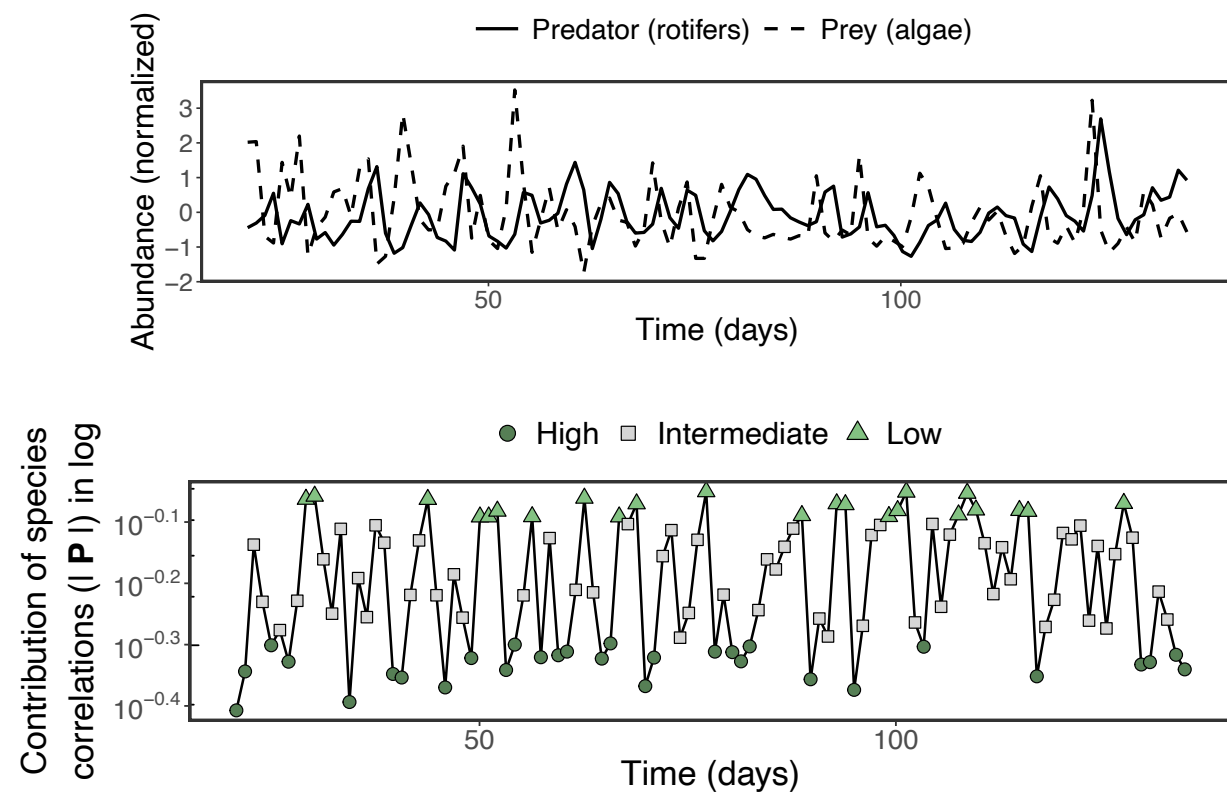 Predator (rotifers) Prey (algae)
Abundance (normalized)
3
2
1
0
−1
−2
50 100
Time (days)
High Intermediate Low
Contribution of species
correlations (| P |) in log
10−0.1
10−0.2
10−0.3
10−0.4
50 100
Time (days)